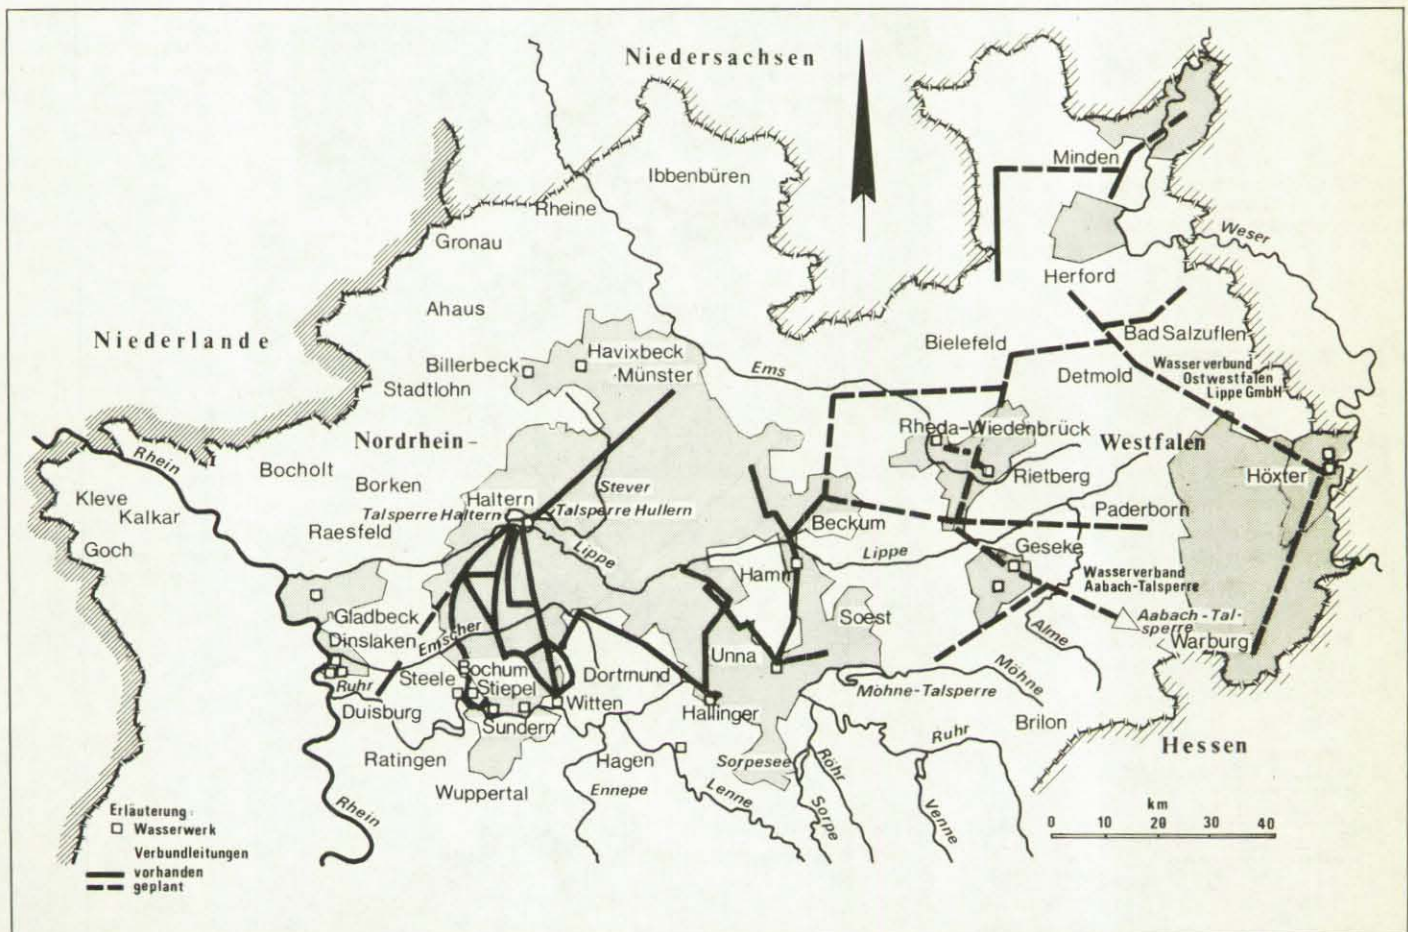 Niedersachsen
Minden
Ibbenbüren
Rheine
Gronau
Weser
Herford
Ahaus
Niederlande
Bad Salzuflen
Bielefeld
Havixbeck
Billerbeck
Münster
Ems
Detmold
Wasserverbund
Ostwestfalen
Lippe GmbH
Stadtlohn
Nordrhein-
Rheda-Wiedenbrück
Westfalen
Rhein
Bocholt
Borken
Stever
Rietberg
Höxter
Kleve
Kalkar
Haltern
Talsperre Haltern
Talsperre Hullern
Beckum
Paderborn
Raesfeld
Goch
Lippe
Lippe
Geseke
Hamm
Wasserverband
Aabach-Talsperre
Gladbeck
Soest
Aabach-Tal-
sperre
Dinslaken
Emscher
Alme
Warburg
Unna
Bochum
Dortmund
Steele
Stiepel
Möhne
Ruhr
Möhne-Talsperre
Witten
Duisburg
Hallinger
Sundern
Brilon
Ruhr
Hessen
Ratingen
Hagen
Sorpesee
Röhr
Wuppertal
Ennepe
Lenne
Sorpe
Venne
Rhein
Erläuterung:
Wasserwerk
Verbundleitungen
vorhanden
geplant
km
0 10 20 30 40